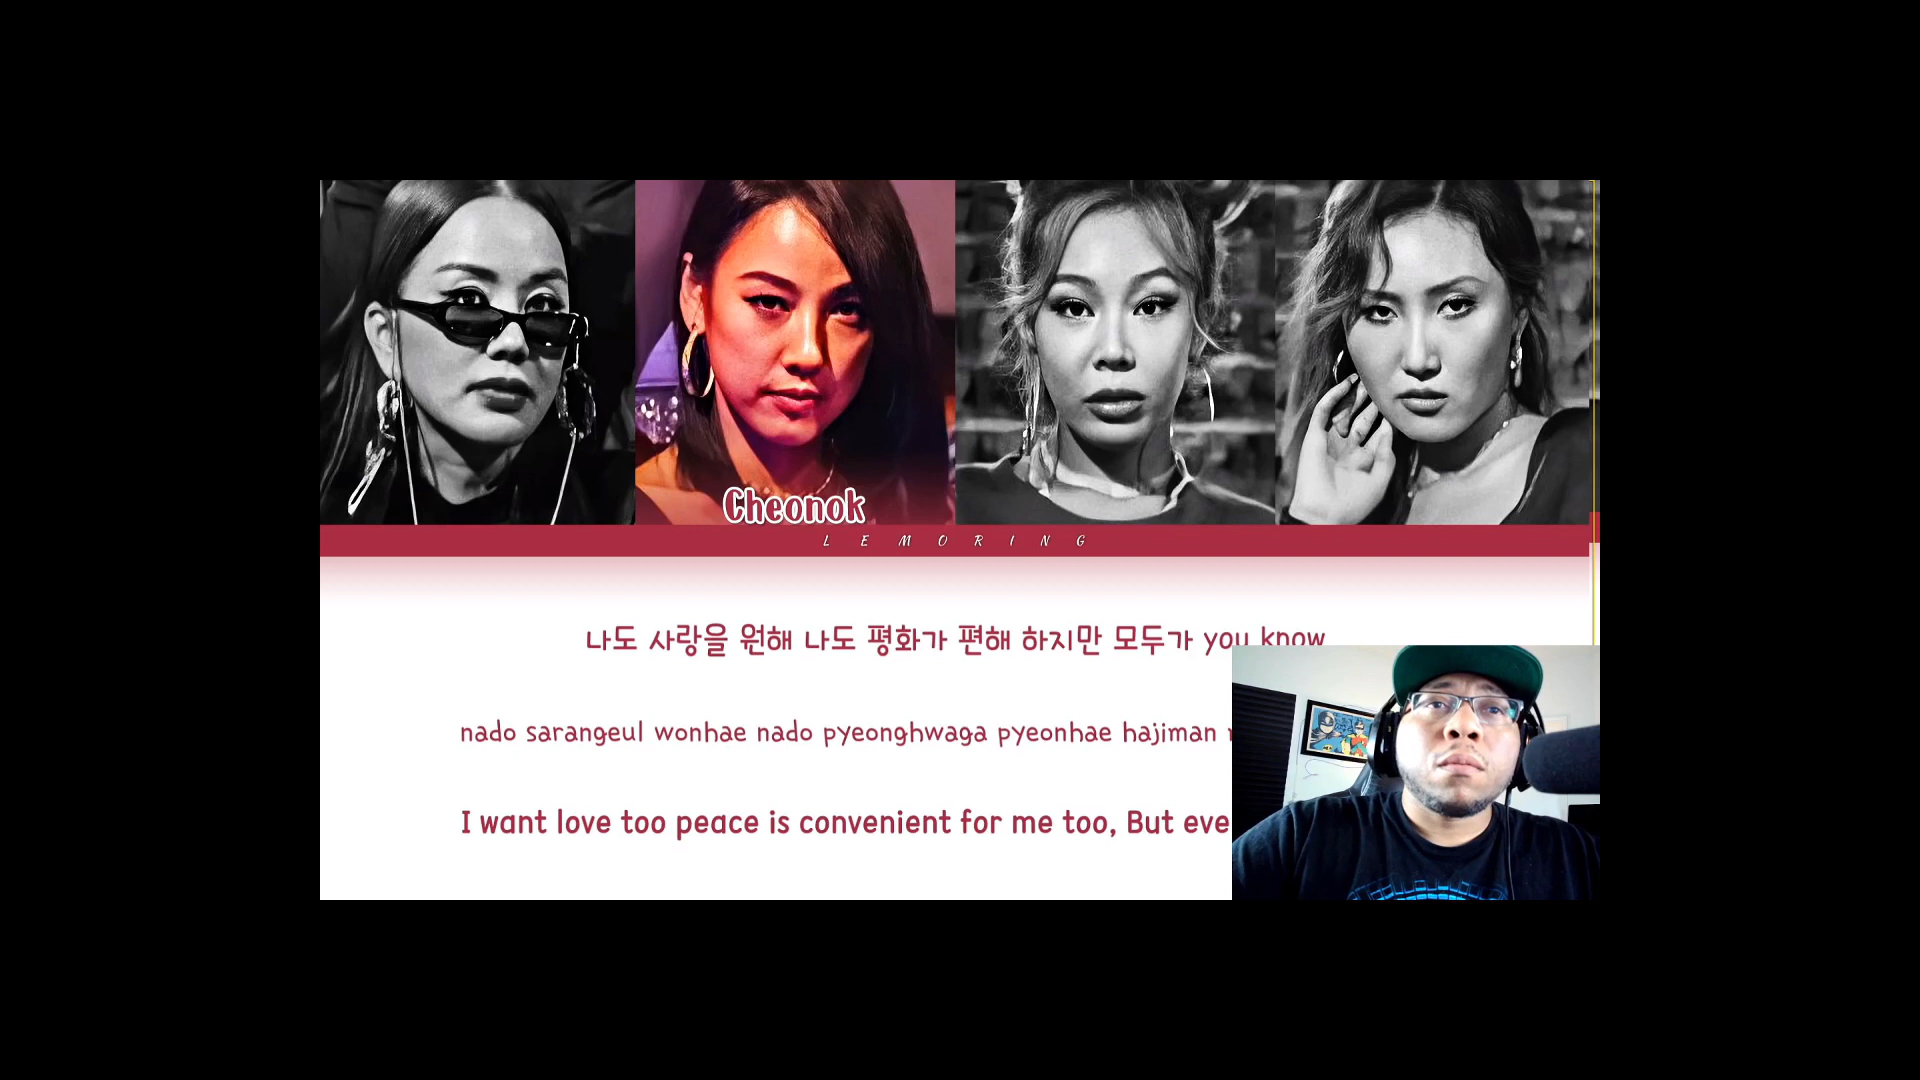 Cheonok
LEMORING
나도 사랑을 원해 나도 평화가 편해 하지만 모두가 you know
nado sarangeul wonhae nado pyeonghwaga pyeonhae hajiman
I want love too peace is convenient for me too, But eve